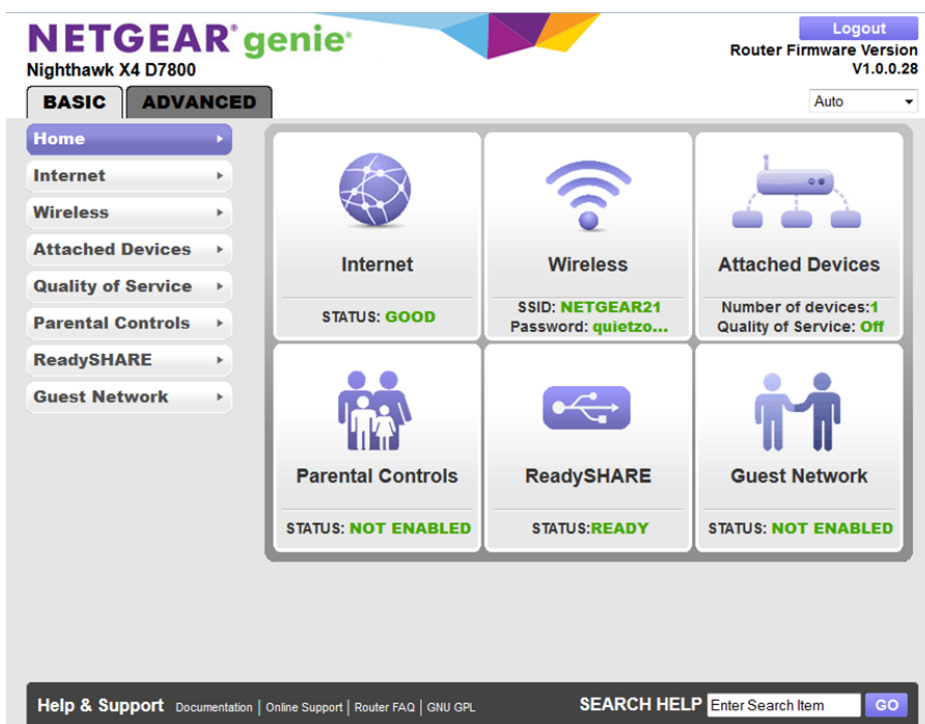 NETGEAR® genie®
Logout
Nighthawk X4 D7800
Router Firmware Version
V1.0.0.28
BASIC
ADVANCED
Auto
Home
Internet
Wireless
Attached Devices
Quality of Service
Parental Controls
ReadySHARE
Guest Network
Internet
STATUS: GOOD
Wireless
SSID: NETGEAR21
Password: quietzo...
Attached Devices
Number of devices:1
Quality of Service: Off
Parental Controls
STATUS: NOT ENABLED
ReadySHARE
STATUS:READY
Guest Network
STATUS: NOT ENABLED
Help & Support Documentation | Online Support | Router FAQ | GNU GPL
SEARCH HELP Enter Search Item GO